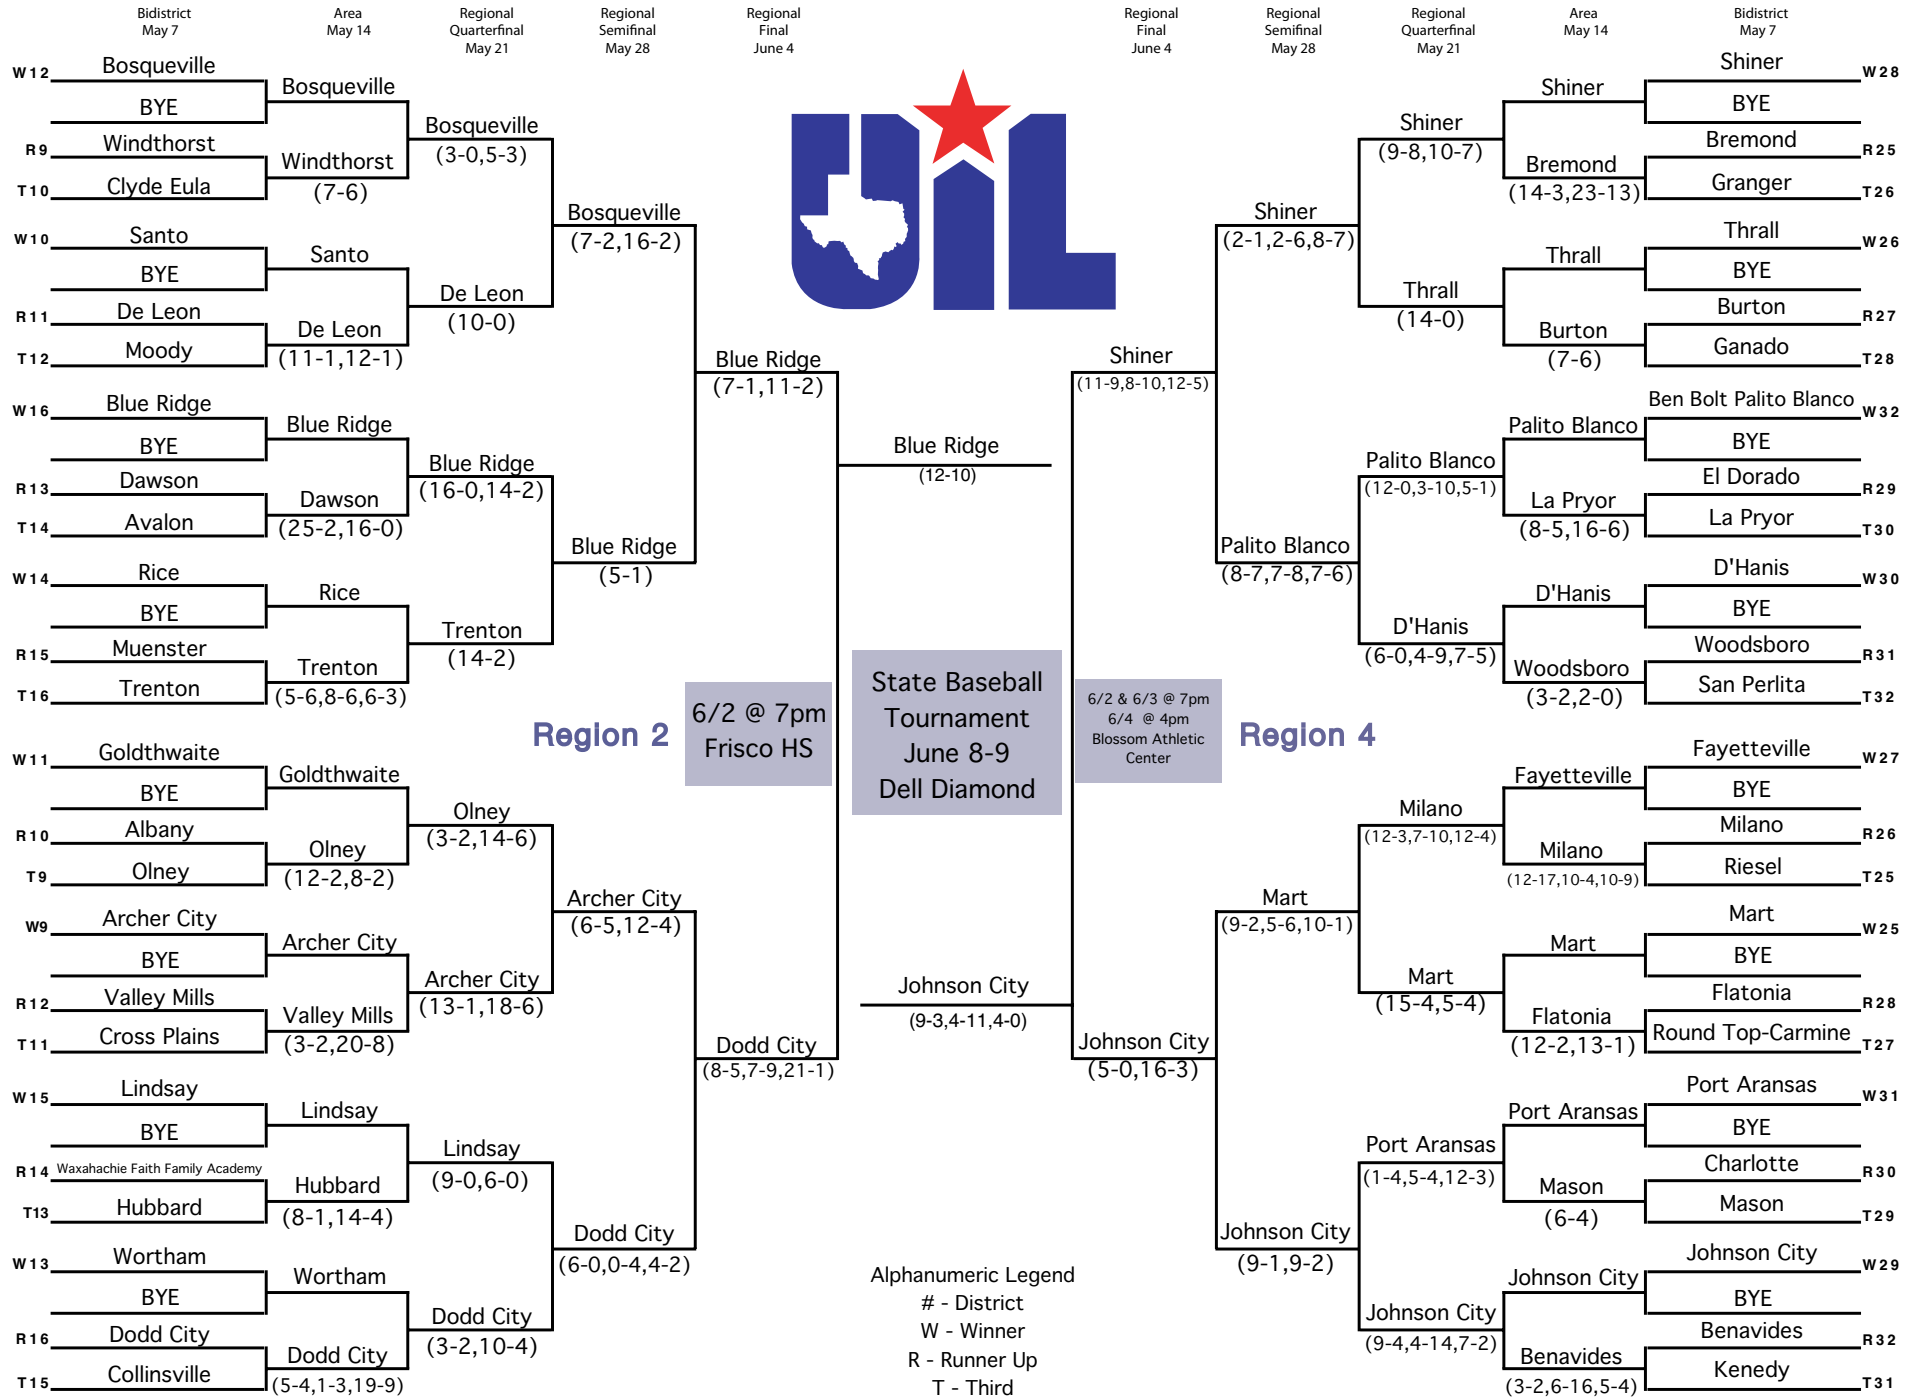 Bidistrict
May 7
Area
May 14
Regional
Quarterfinal
May 21
Regional
Semifinal
May 28
Regional
Final
June 4
Regional
Final
June 4
Regional
Semifinal
May 28
Regional
Quarterfinal
May 21
Area
May 14
Bidistrict
May 7
W12
Bosqueville
BYE
R9
Windthorst
T10
Clyde Eula
W10
Santo
BYE
R11
De Leon
T12
Moody
W16
Blue Ridge
BYE
R13
Dawson
T14
Avalon
W14
Rice
BYE
R15
Muenster
T16
Trenton
W11
Goldthwaite
BYE
R10
Albany
T9
Olney
W9
Archer City
BYE
R12
Valley Mills
T11
Cross Plains
W15
Lindsay
BYE
R14
Waxahachie Faith Family Academy
T13
Hubbard
W13
Wortham
BYE
R16
Dodd City
T15
Collinsville
Bosqueville
Windthorst
(7-6)
Santo
De Leon
(11-1,12-1)
Blue Ridge
Dawson
(25-2,16-0)
Rice
Trenton
(5-6,8-6,6-3)
Goldthwaite
Olney
(12-2,8-2)
Archer City
Valley Mills
(3-2,20-8)
Lindsay
Hubbard
(8-1,14-4)
Wortham
Dodd City
(5-4,1-3,19-9)
Bosqueville
(3-0,5-3)
De Leon
(10-0)
Blue Ridge
(16-0,14-2)
Trenton
(14-2)
Olney
(3-2,14-6)
Archer City
(13-1,18-6)
Lindsay
(9-0,6-0)
Dodd City
(3-2,10-4)
Bosqueville
(7-2,16-2)
Blue Ridge
(5-1)
Archer City
(6-5,12-4)
Dodd City
(6-0,0-4,4-2)
Blue Ridge
(7-1,11-2)
Dodd City
(8-5,7-9,21-1)
Region 2
6/2 @ 7pm
Frisco HS
UIL
Blue Ridge
(12-10)
State Baseball
Tournament
June 8-9
Dell Diamond
Johnson City
(9-3,4-11,4-0)
Alphanumeric Legend
# - District
W - Winner
R - Runner Up
T - Third
6/2 & 6/3 @ 7pm
6/4 @ 4pm
Blossom Athletic
Center
Region 4
Shiner
(11-9,8-10,12-5)
Johnson City
(5-0,16-3)
Shiner
(2-1,2-6,8-7)
Palito Blanco
(8-7,7-8,7-6)
Mart
(9-2,5-6,10-1)
Johnson City
(9-1,9-2)
Shiner
(9-8,10-7)
Thrall
(14-0)
Palito Blanco
(12-0,3-10,5-1)
D'Hanis
(6-0,4-9,7-5)
Milano
(12-3,7-10,12-4)
Mart
(15-4,5-4)
Port Aransas
(1-4,5-4,12-3)
Johnson City
(9-4,4-14,7-2)
Shiner
Bremond
(14-3,23-13)
Thrall
Burton
(7-6)
Palito Blanco
La Pryor
(8-5,16-6)
D'Hanis
Woodsboro
(3-2,2-0)
Fayetteville
Milano
(12-17,10-4,10-9)
Mart
Flatonia
(12-2,13-1)
Port Aransas
Mason
(6-4)
Johnson City
Benavides
(3-2,6-16,5-4)
Shiner
W28
BYE
Bremond
R25
Granger
T26
Thrall
W26
BYE
Burton
R27
Ganado
T28
Ben Bolt Palito Blanco
W32
BYE
El Dorado
R29
La Pryor
T30
D'Hanis
W30
BYE
Woodsboro
R31
San Perlita
T32
Fayetteville
W27
BYE
Milano
R26
Riesel
T25
Mart
W25
BYE
Flatonia
R28
Round Top-Carmine
T27
Port Aransas
W31
BYE
Charlotte
R30
Mason
T29
Johnson City
W29
BYE
Benavides
R32
Kenedy
T31